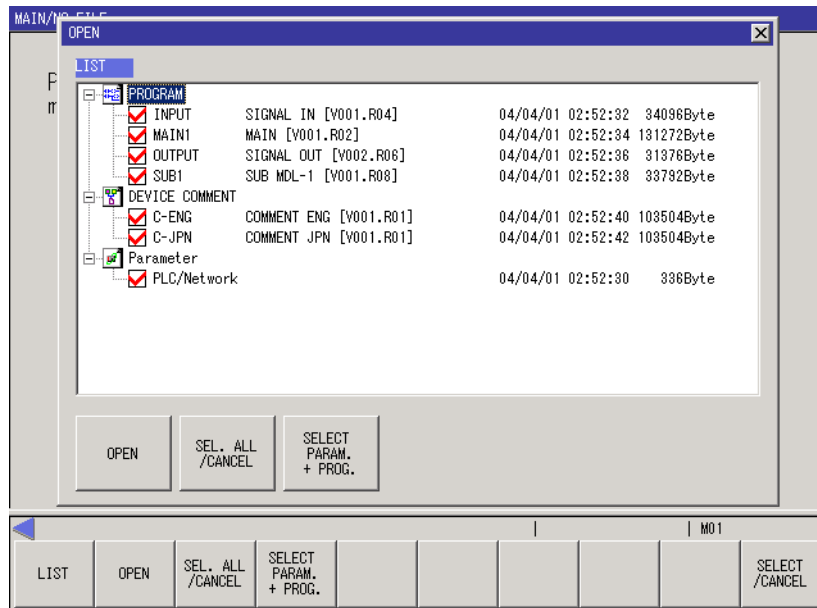 MAIN/NO FILE
OPEN
LIST
P
m
PROGRAM
INPUT SIGNAL IN [V001.R04] 04/04/01 02:52:32 34096Byte
MAIN1 MAIN [V001.R02] 04/04/01 02:52:34 131272Byte
OUTPUT SIGNAL OUT [V002.R06] 04/04/01 02:52:36 31376Byte
SUB1 SUB MDL-1 [V001.R08] 04/04/01 02:52:38 33792Byte
DEVICE COMMENT
C-ENG COMMENT ENG [V001.R01] 04/04/01 02:52:40 103504Byte
C-JPN COMMENT JPN [V001.R01] 04/04/01 02:52:42 103504Byte
Parameter
PLC/Network 04/04/01 02:52:30 336Byte
OPEN
SEL. ALL
/CANCEL
SELECT
PARAM.
+ PROG.
| | M01
LIST
OPEN
SEL. ALL
/CANCEL
SELECT
PARAM.
+ PROG.
SELECT
/CANCEL